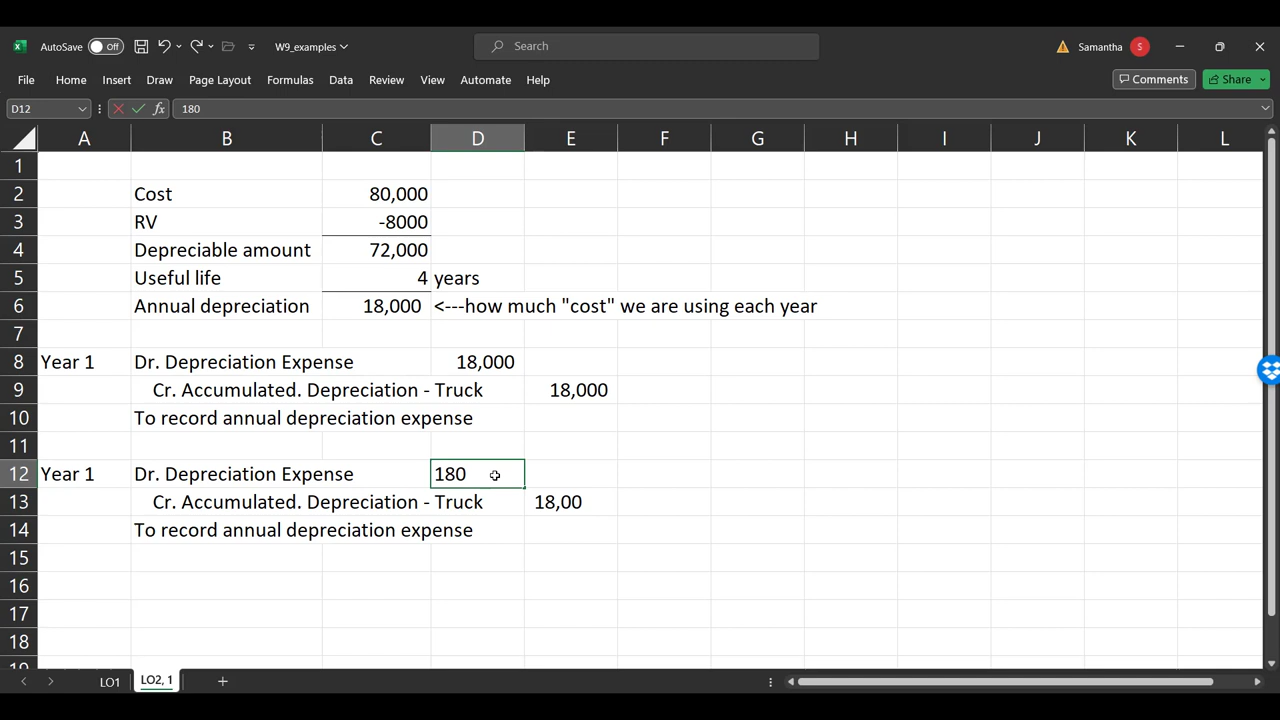 AutoSave Off W9_examples Search Samantha S
File Home Insert Draw Page Layout Formulas Data Review View Automate Help Comments Share
D12 fx 180
A B C D E F G H I J K L
1
2 Cost 80,000
3 RV -8000
4 Depreciable amount 72,000
5 Useful life 4 years
6 Annual depreciation 18,000 <---how much "cost" we are using each year
7
8 Year 1 Dr. Depreciation Expense 18,000
9 Cr. Accumulated. Depreciation - Truck 18,000
10 To record annual depreciation expense
11
12 Year 1 Dr. Depreciation Expense 180
13 Cr. Accumulated. Depreciation - Truck 18,00
14 To record annual depreciation expense
15
16
17
18
19
LO1 LO2, 1